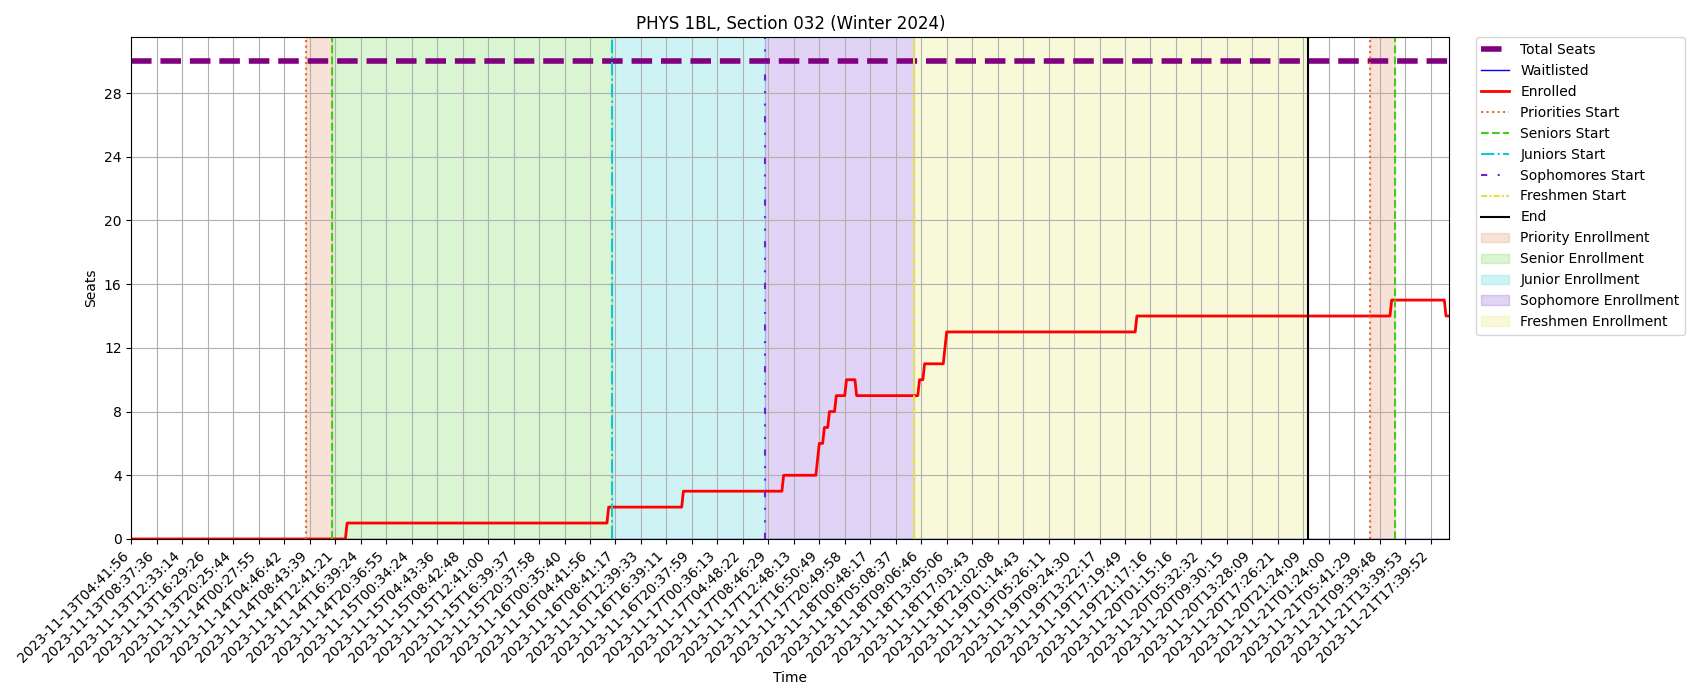 PHYS 1BL, Section 032 (Winter 2024)
Seats
28
24
20
16
12
8
4
0
2023-11-13T04:41:56
2023-11-13T08:37:36
2023-11-13T12:33:14
2023-11-13T16:29:26
2023-11-13T20:25:44
2023-11-14T00:27:55
2023-11-14T04:46:42
2023-11-14T08:43:39
2023-11-14T12:41:21
2023-11-14T16:39:24
2023-11-14T20:36:55
2023-11-15T00:34:24
2023-11-15T04:43:36
2023-11-15T08:42:48
2023-11-15T12:41:00
2023-11-15T16:39:37
2023-11-15T20:37:58
2023-11-16T00:35:40
2023-11-16T04:41:56
2023-11-16T08:41:17
2023-11-16T12:39:33
2023-11-16T16:39:11
2023-11-16T20:37:59
2023-11-17T00:36:13
2023-11-17T04:48:22
2023-11-17T08:46:29
2023-11-17T12:48:13
2023-11-17T16:50:49
2023-11-17T20:49:58
2023-11-18T00:48:17
2023-11-18T05:08:37
2023-11-18T09:06:46
2023-11-18T13:05:06
2023-11-18T17:03:43
2023-11-18T21:02:08
2023-11-19T01:14:43
2023-11-19T05:26:11
2023-11-19T09:24:30
2023-11-19T13:22:17
2023-11-19T17:19:49
2023-11-19T21:17:16
2023-11-20T01:15:16
2023-11-20T05:32:32
2023-11-20T09:30:15
2023-11-20T13:28:09
2023-11-20T17:26:21
2023-11-20T21:24:09
2023-11-21T01:24:00
2023-11-21T05:41:29
2023-11-21T09:39:48
2023-11-21T13:39:53
2023-11-21T17:39:52
Time
Total Seats
Waitlisted
Enrolled
Priorities Start
Seniors Start
Juniors Start
Sophomores Start
Freshmen Start
End
Priority Enrollment
Senior Enrollment
Junior Enrollment
Sophomore Enrollment
Freshmen Enrollment